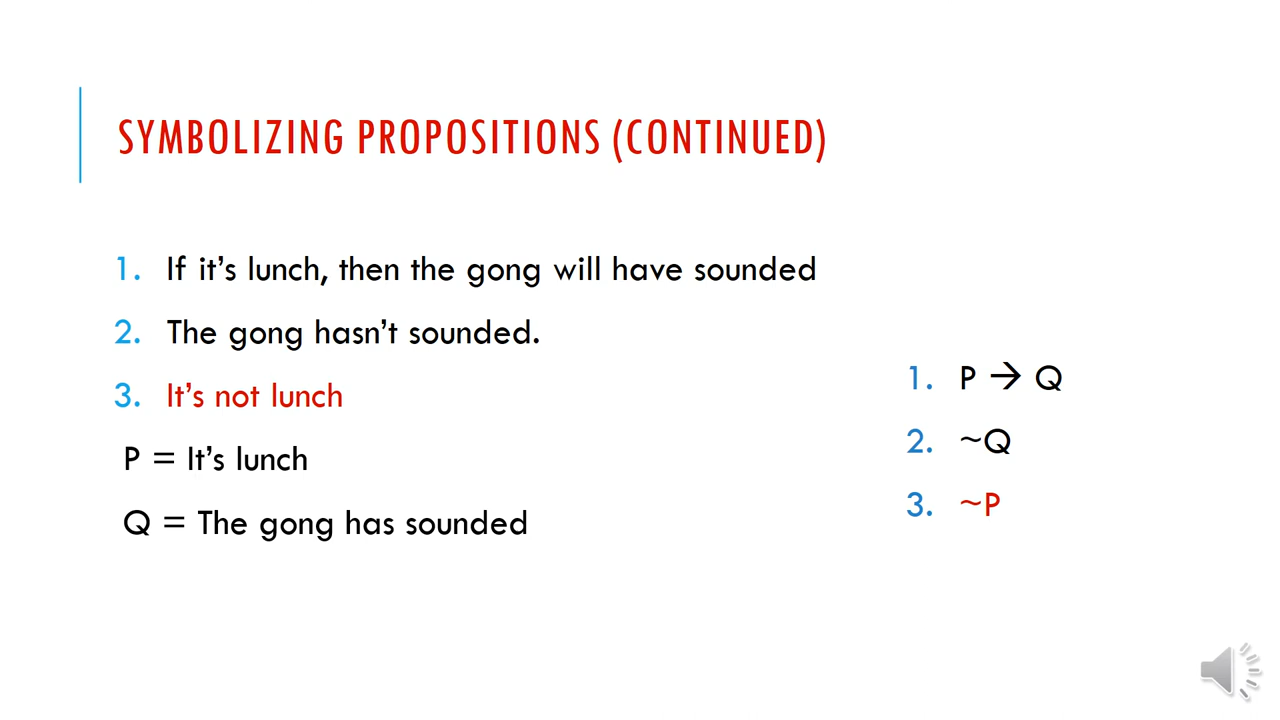 SYMBOLIZING PROPOSITIONS (CONTINUED)
1. If it’s lunch, then the gong will have sounded
2. The gong hasn’t sounded.
3. It’s not lunch
P = It’s lunch
Q = The gong has sounded
1. P → Q
2. ~Q
3. ~P